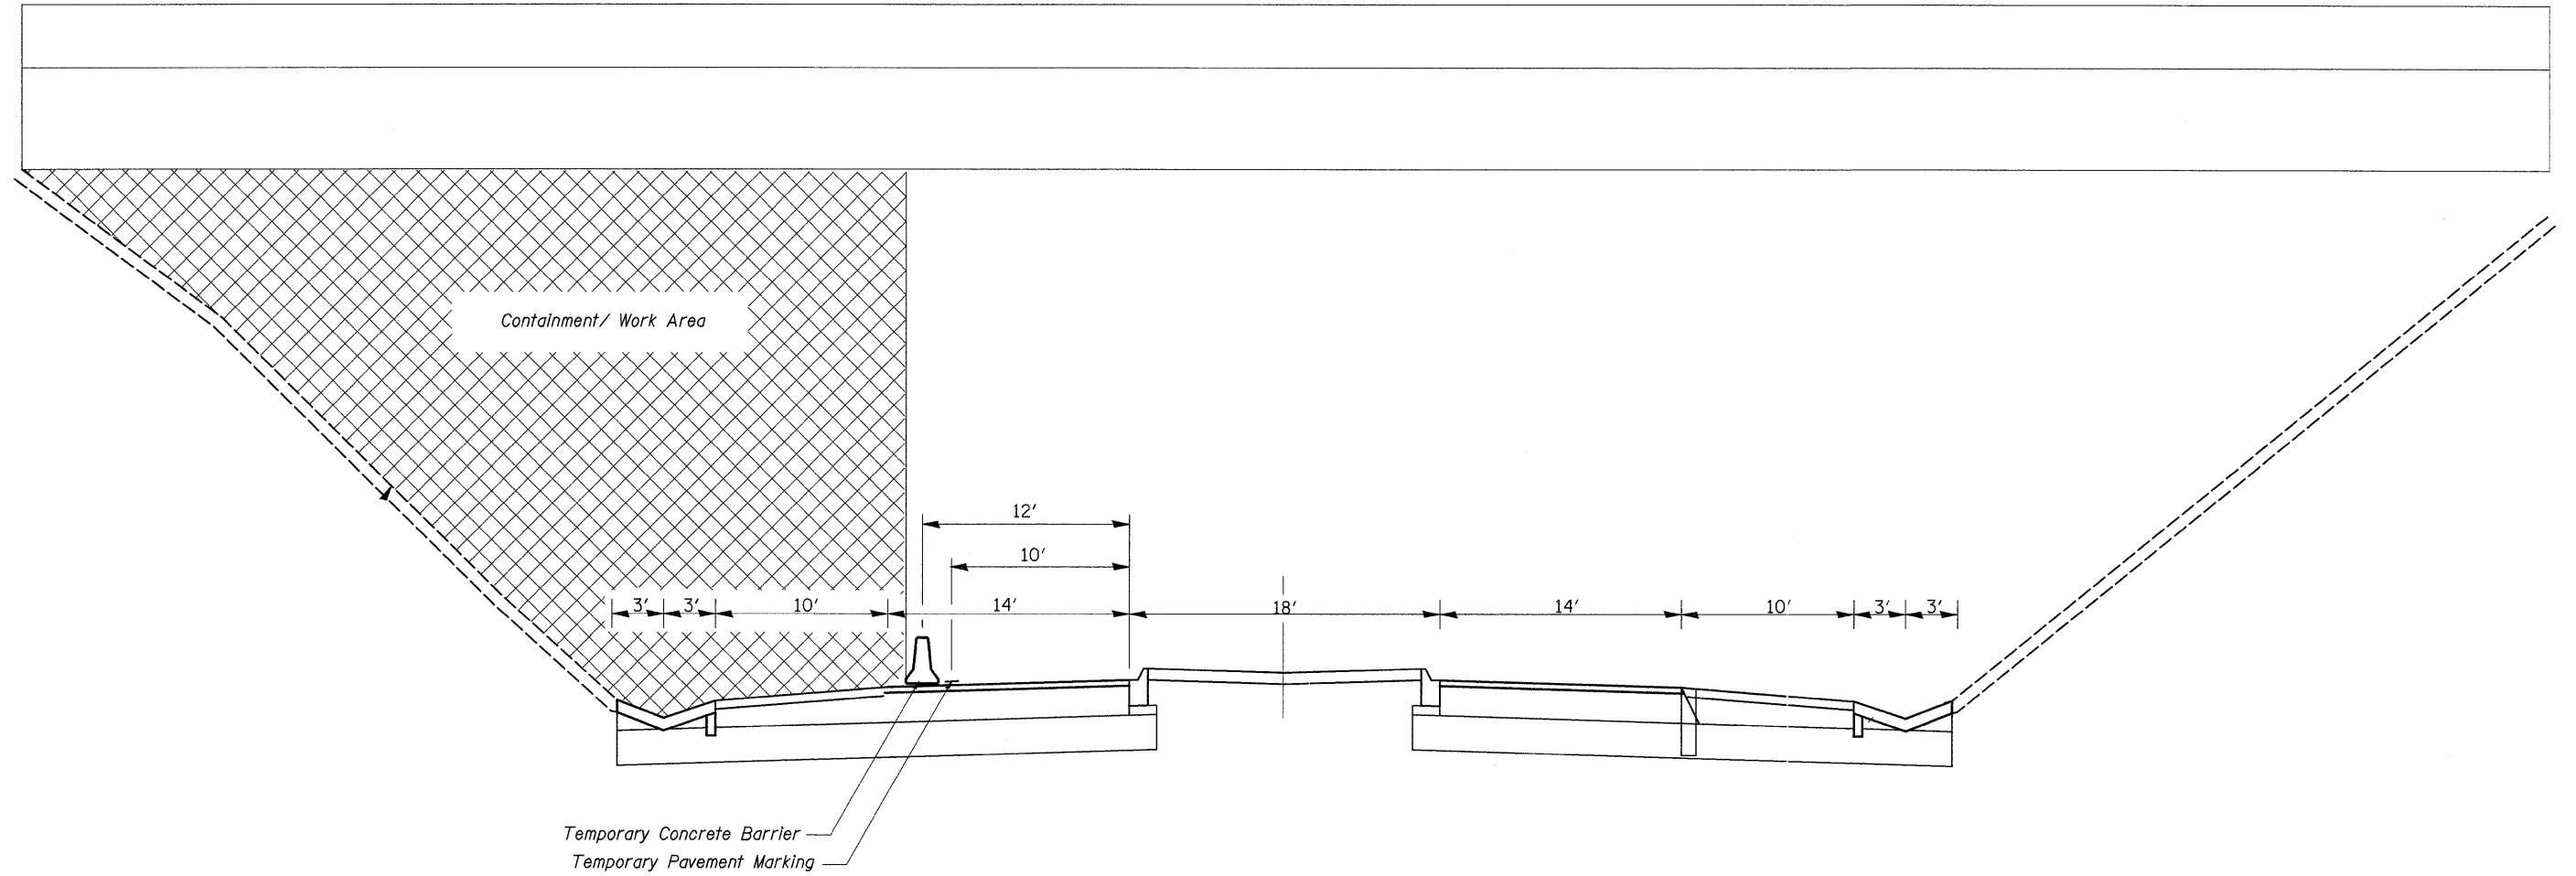 Containment/ Work Area
12'
10'
3' 3' 10' 14' 18' 14' 10' 3' 3'
Temporary Concrete Barrier
Temporary Pavement Marking